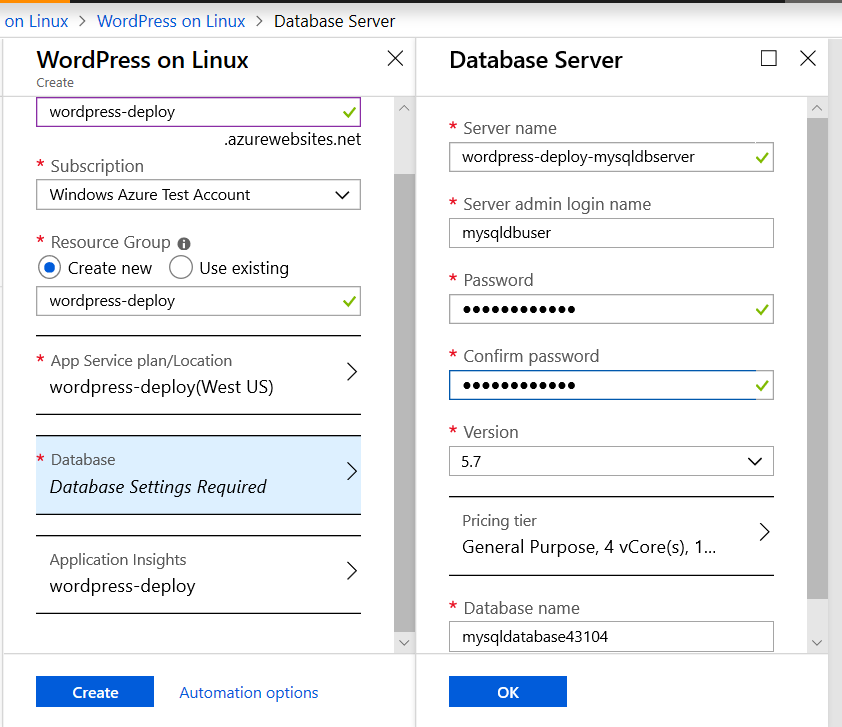 on Linux > WordPress on Linux > Database Server
WordPress on Linux
Create
wordpress-deploy
.azurewebsites.net
* Subscription
Windows Azure Test Account
* Resource Group
Create new
Use existing
wordpress-deploy
* App Service plan/Location
wordpress-deploy(West US)
* Database
Database Settings Required
Application Insights
wordpress-deploy
Create
Automation options
Database Server
* Server name
wordpress-deploy-mysqldbserver
* Server admin login name
mysqldbuser
* Password
••••••••••••
* Confirm password
••••••••••••
* Version
5.7
Pricing tier
General Purpose, 4 vCore(s), 1...
* Database name
mysqldatabase43104
OK